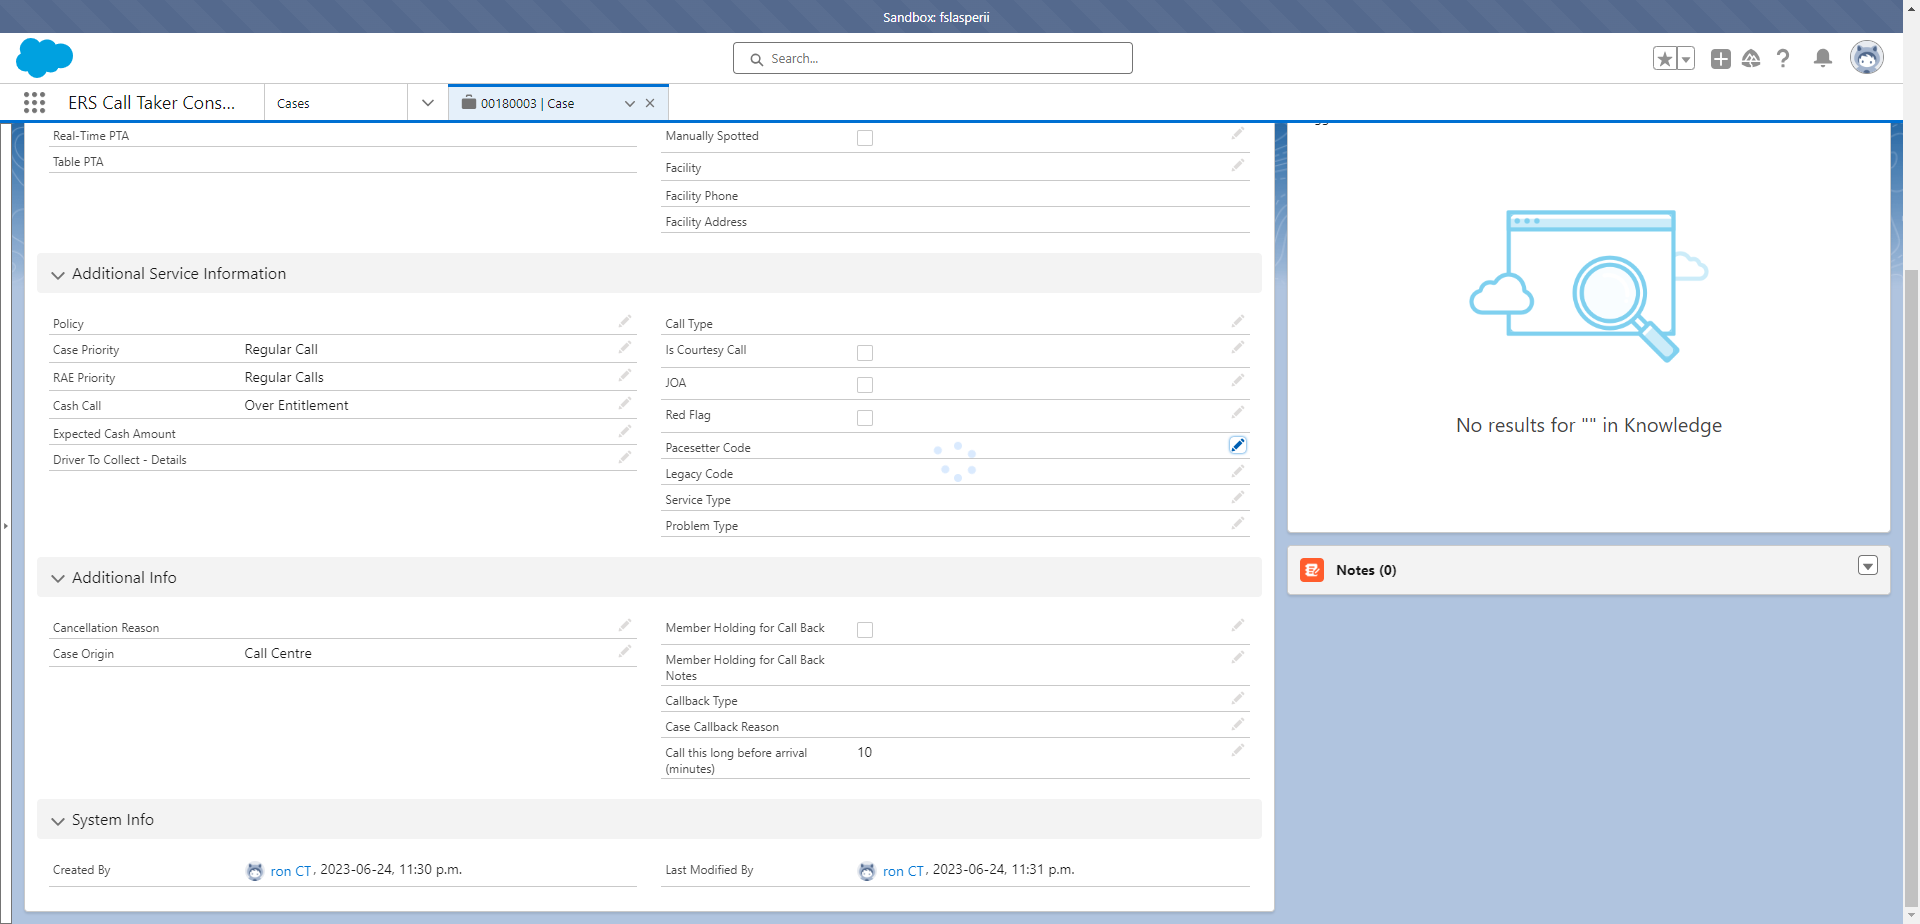 Sandbox: fslasperii
Search...
ERS Call Taker Cons...
Cases
00180003 | Case
Real-Time PTA
Table PTA
Manually Spotted
Facility
Facility Phone
Facility Address
Additional Service Information
Policy
Case Priority Regular Call
RAE Priority Regular Calls
Cash Call Over Entitlement
Expected Cash Amount
Driver To Collect - Details
Call Type
Is Courtesy Call
JOA
Red Flag
Pacesetter Code
Legacy Code
Service Type
Problem Type
Additional Info
Cancellation Reason
Case Origin Call Centre
Member Holding for Call Back
Member Holding for Call Back
Notes
Callback Type
Case Callback Reason
Call this long before arrival 10
(minutes)
System Info
Created By ron CT, 2023-06-24, 11:30 p.m.
Last Modified By ron CT, 2023-06-24, 11:31 p.m.
No results for "" in Knowledge
Notes (0)